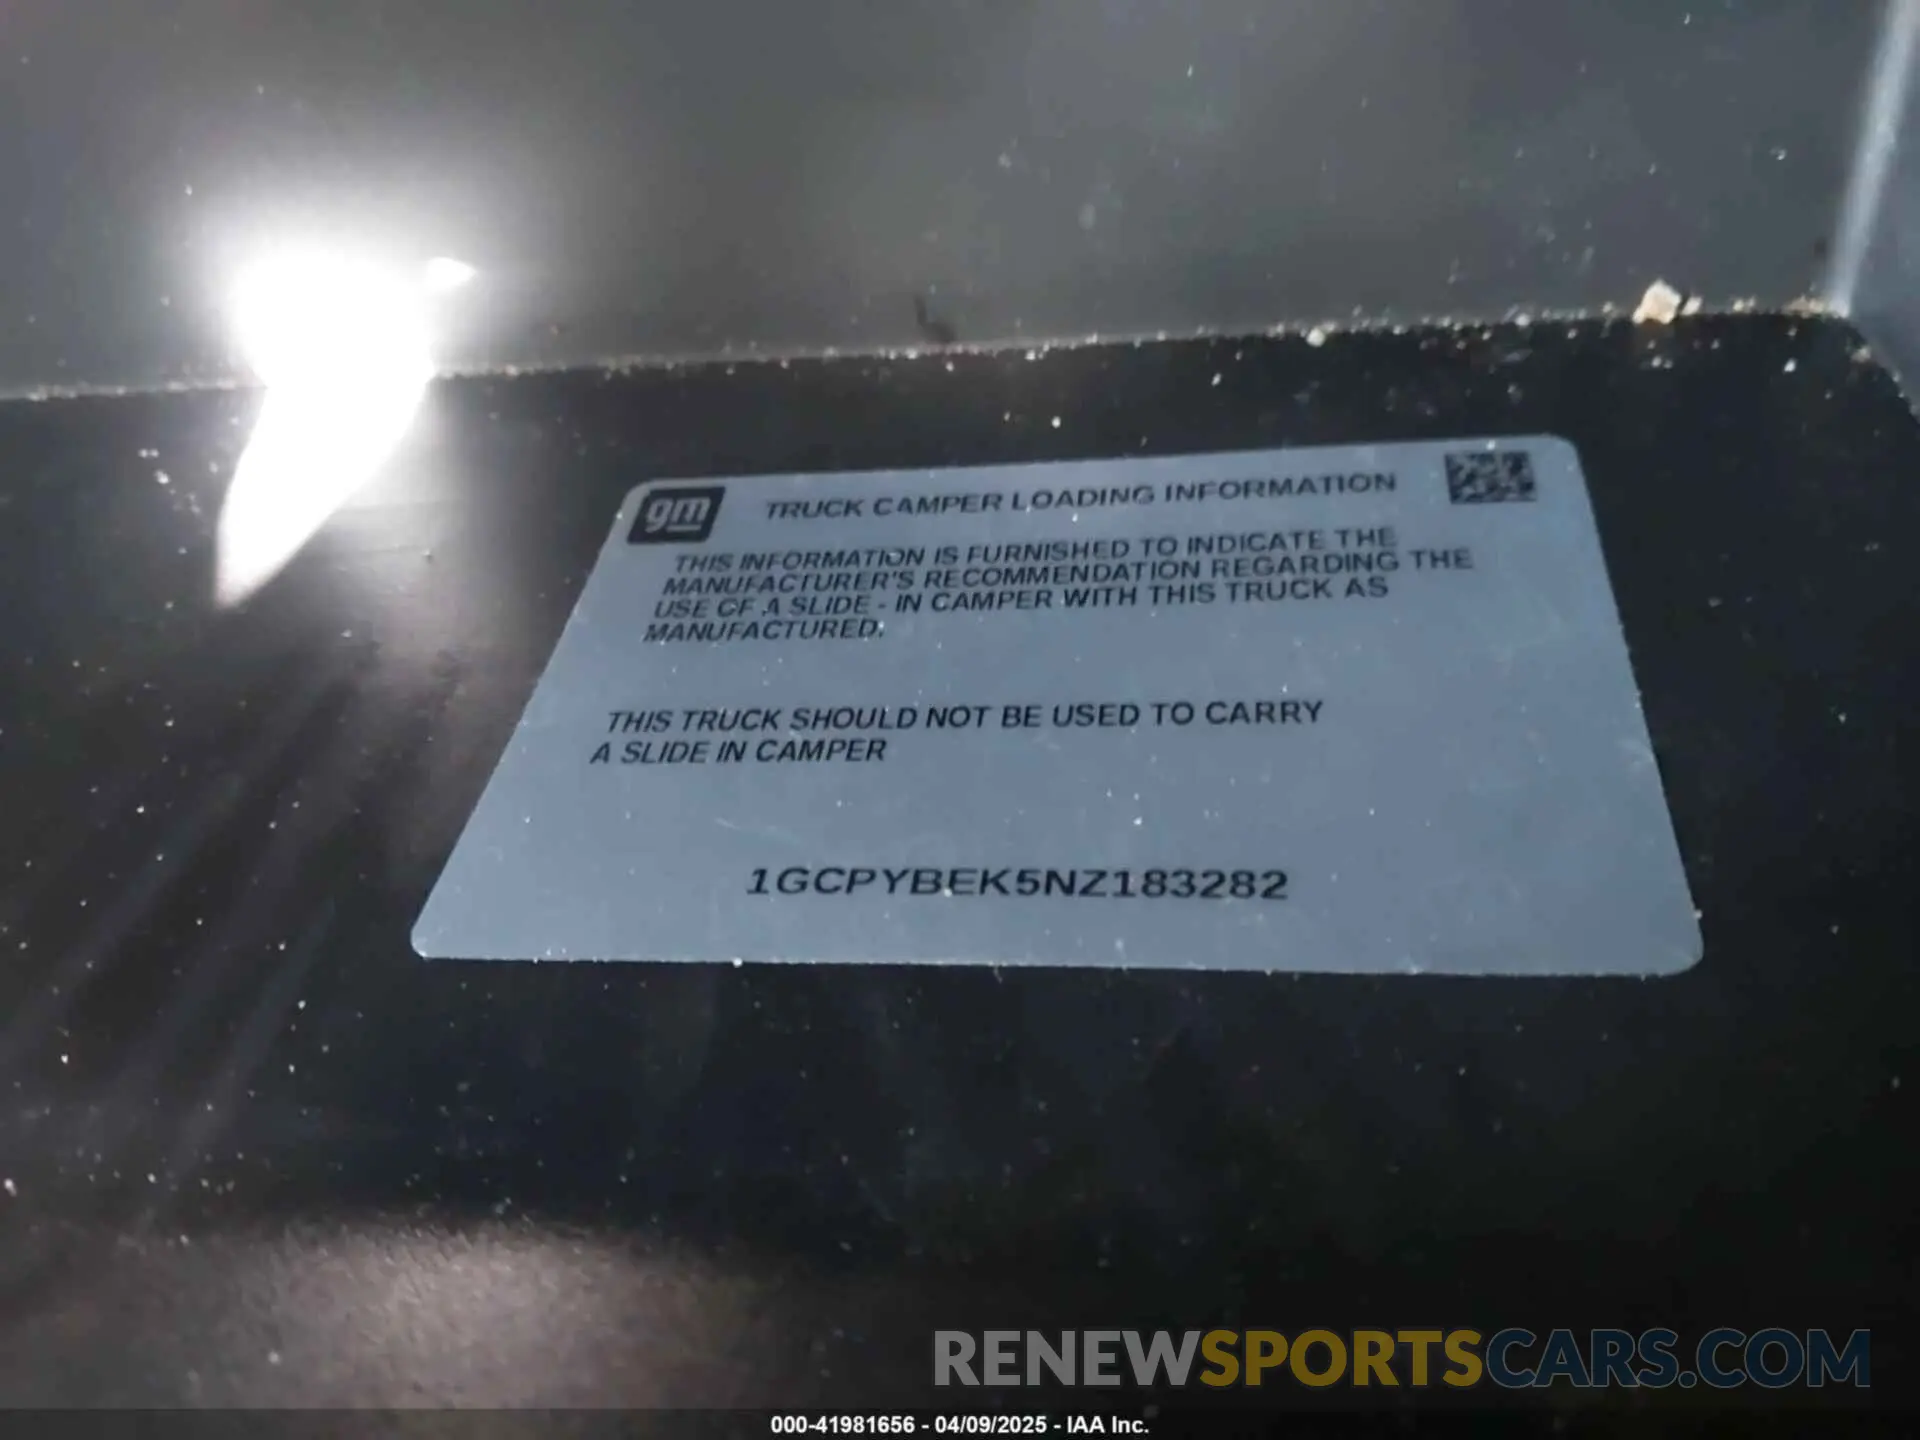 gm TRUCK CAMPER LOADING INFORMATION
THIS INFORMATION IS FURNISHED TO INDICATE THE
MANUFACTURER'S RECOMMENDATION REGARDING THE
USE OF A SLIDE - IN CAMPER WITH THIS TRUCK AS
MANUFACTURED.
THIS TRUCK SHOULD NOT BE USED TO CARRY
A SLIDE IN CAMPER
1GCPYBEK5NZ183282
RENEWSPORTSCARS.COM
000-41981656 - 04/09/2025 - IAA Inc.